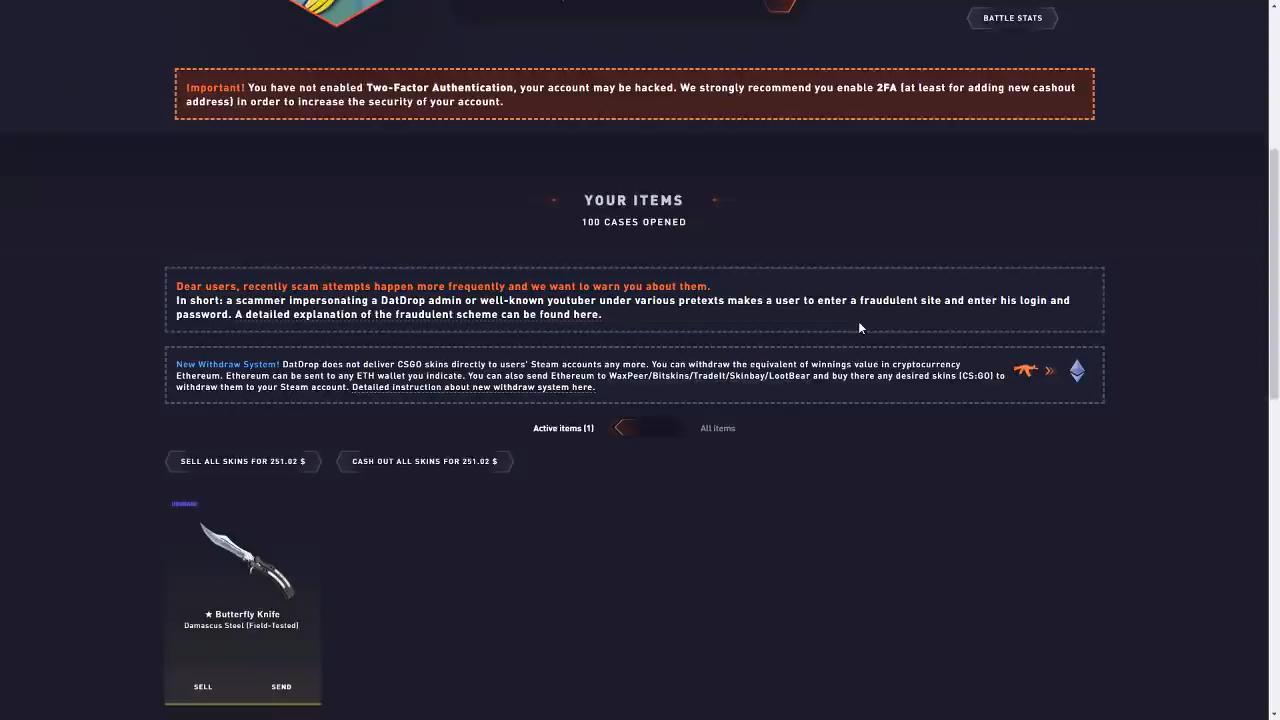 BATTLE STATS
Important! You have not enabled Two-Factor Authentication, your account may be hacked. We strongly recommend you enable 2FA (at least for adding new cashout
address) in order to increase the security of your account.
YOUR ITEMS
100 CASES OPENED
Dear users, recently scam attempts happen more frequently and we want to warn you about them.
In short: a scammer impersonating a DatDrop admin or well-known youtuber under various pretexts makes a user to enter a fraudulent site and enter his login and
password. A detailed explanation of the fraudulent scheme can be found here.
New Withdraw System! DatDrop does not deliver CSGO skins directly to users' Steam accounts any more. You can withdraw the equivalent of winnings value in cryptocurrency
Ethereum. Ethereum can be sent to any ETH wallet you indicate. You can also send Ethereum to WaxPeer/Bitskins/TradeIt/Skinbay/LootBear and buy there any desired skins (CS:GO) to
withdraw them to your Steam account. Detailed instruction about new withdraw system here.
Active items (1)
All items
SELL ALL SKINS FOR 251.02 $
CASH OUT ALL SKINS FOR 251.02 $
★ Butterfly Knife
Damascus Steel (Field-Tested)
SELL
SEND